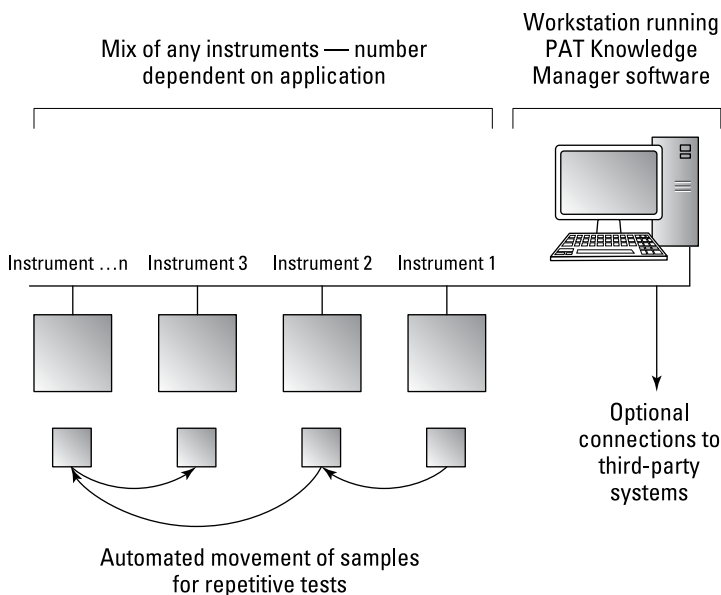 Mix of any instruments — number
dependent on application
Workstation running
PAT Knowledge
Manager software
Instrument ...n
Instrument 3
Instrument 2
Instrument 1
Optional
connections to
third-party
systems
Automated movement of samples
for repetitive tests